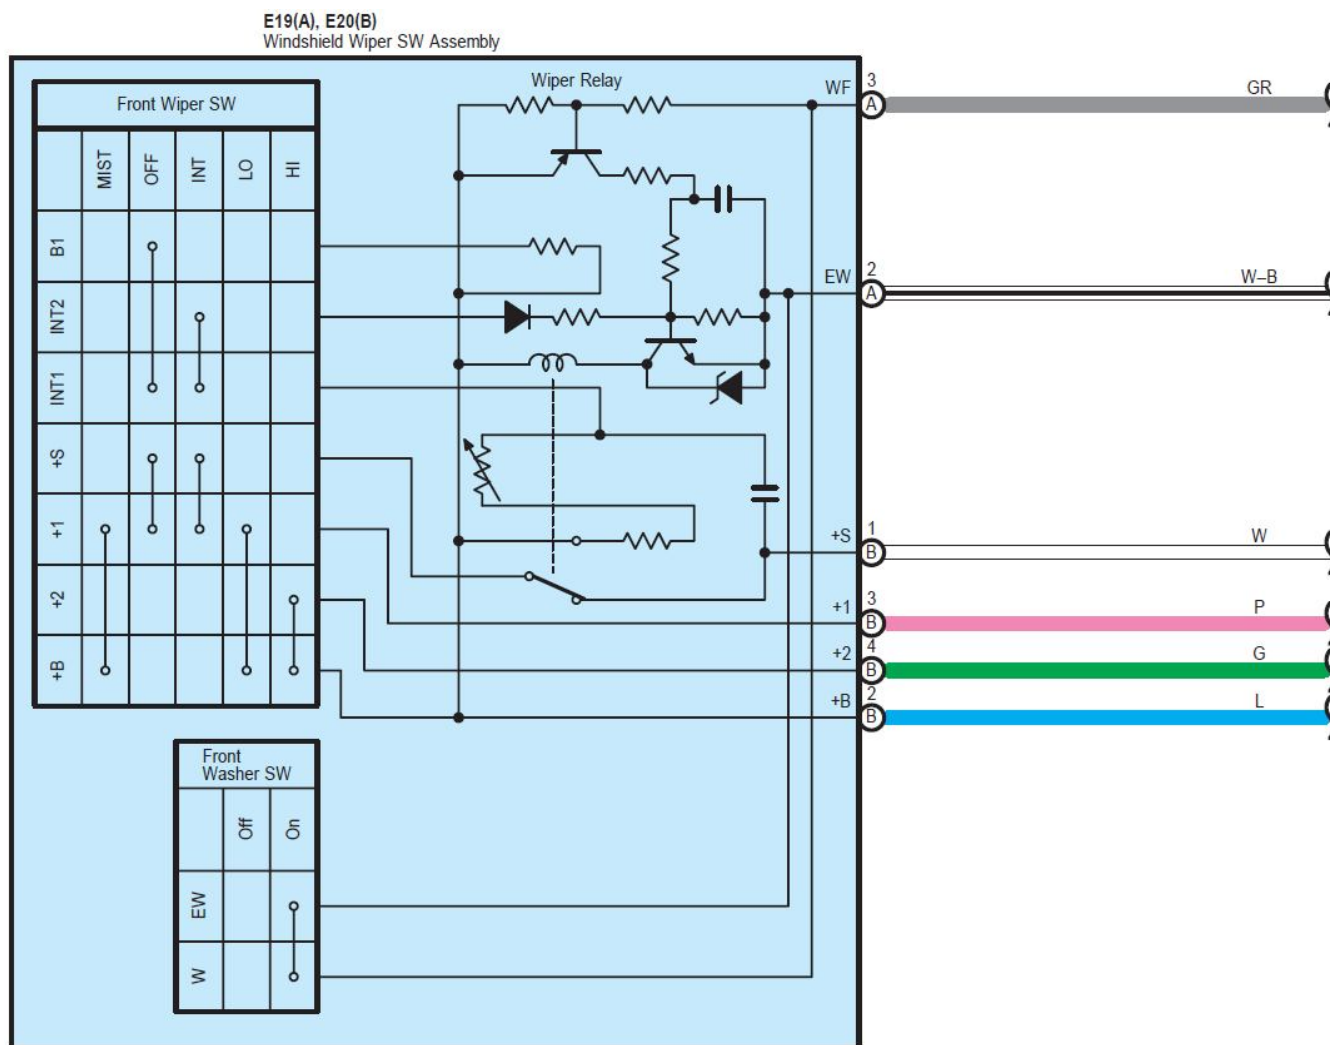 E19(A), E20(B)
Windshield Wiper SW Assembly
Wiper Relay
Front Wiper SW
MIST
OFF
INT
LO
HI
B1
INT2
INT1
+S
+1
+2
+B
WF
3
A
GR
EW
2
A
W–B
+S
1
B
W
+1
3
B
P
+2
4
B
G
+B
2
B
L
Front
Washer SW
Off
On
EW
W